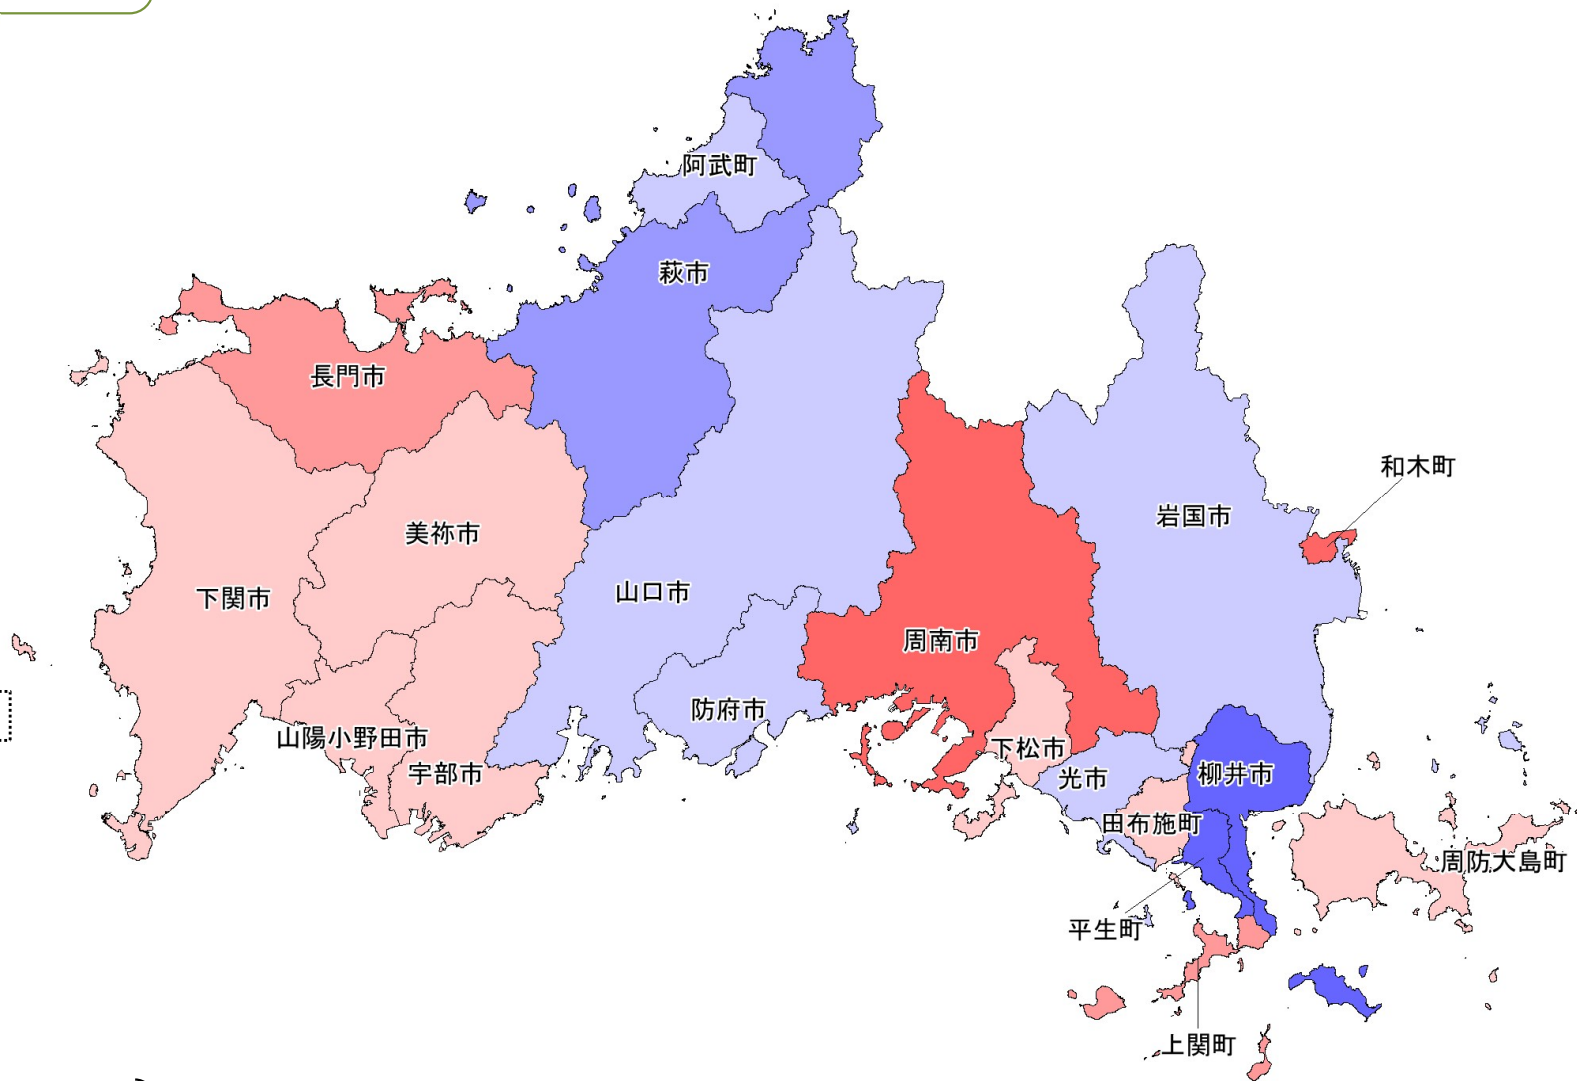 阿武町
萩市
長門市
和木町
岩国市
美祢市
山口市
下関市
周南市
防府市
山陽小野田市
下松市
宇部市
光市
柳井市
田布施町
周防大島町
平生町
上関町